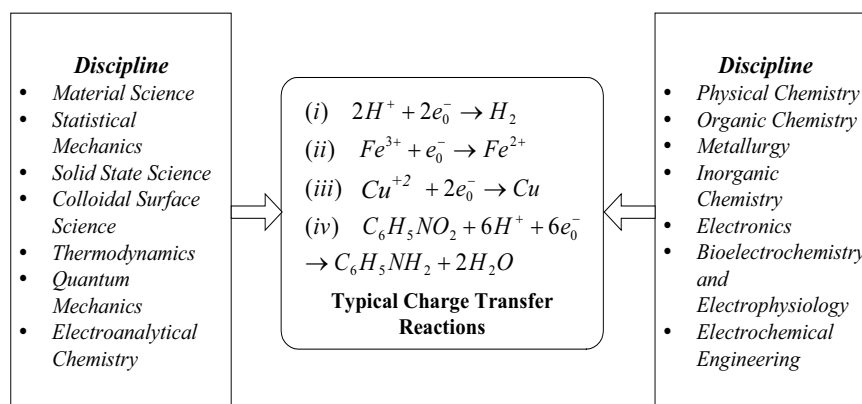 Discipline
• Material Science
• Statistical
Mechanics
• Solid State Science
• Colloidal Surface
Science
• Thermodynamics
• Quantum
Mechanics
• Electroanalytical
Chemistry
(i) 2H⁺ + 2e₀⁻ → H₂
(ii) Fe³⁺ + e₀⁻ → Fe²⁺
(iii) Cu⁺² + 2e₀⁻ → Cu
(iv) C₆H₅NO₂ + 6H⁺ + 6e₀⁻
→ C₆H₅NH₂ + 2H₂O
Typical Charge Transfer
Reactions
Discipline
• Physical Chemistry
• Organic Chemistry
• Metallurgy
• Inorganic
Chemistry
• Electronics
• Bioelectrochemistry
and
Electrophysiology
• Electrochemical
Engineering